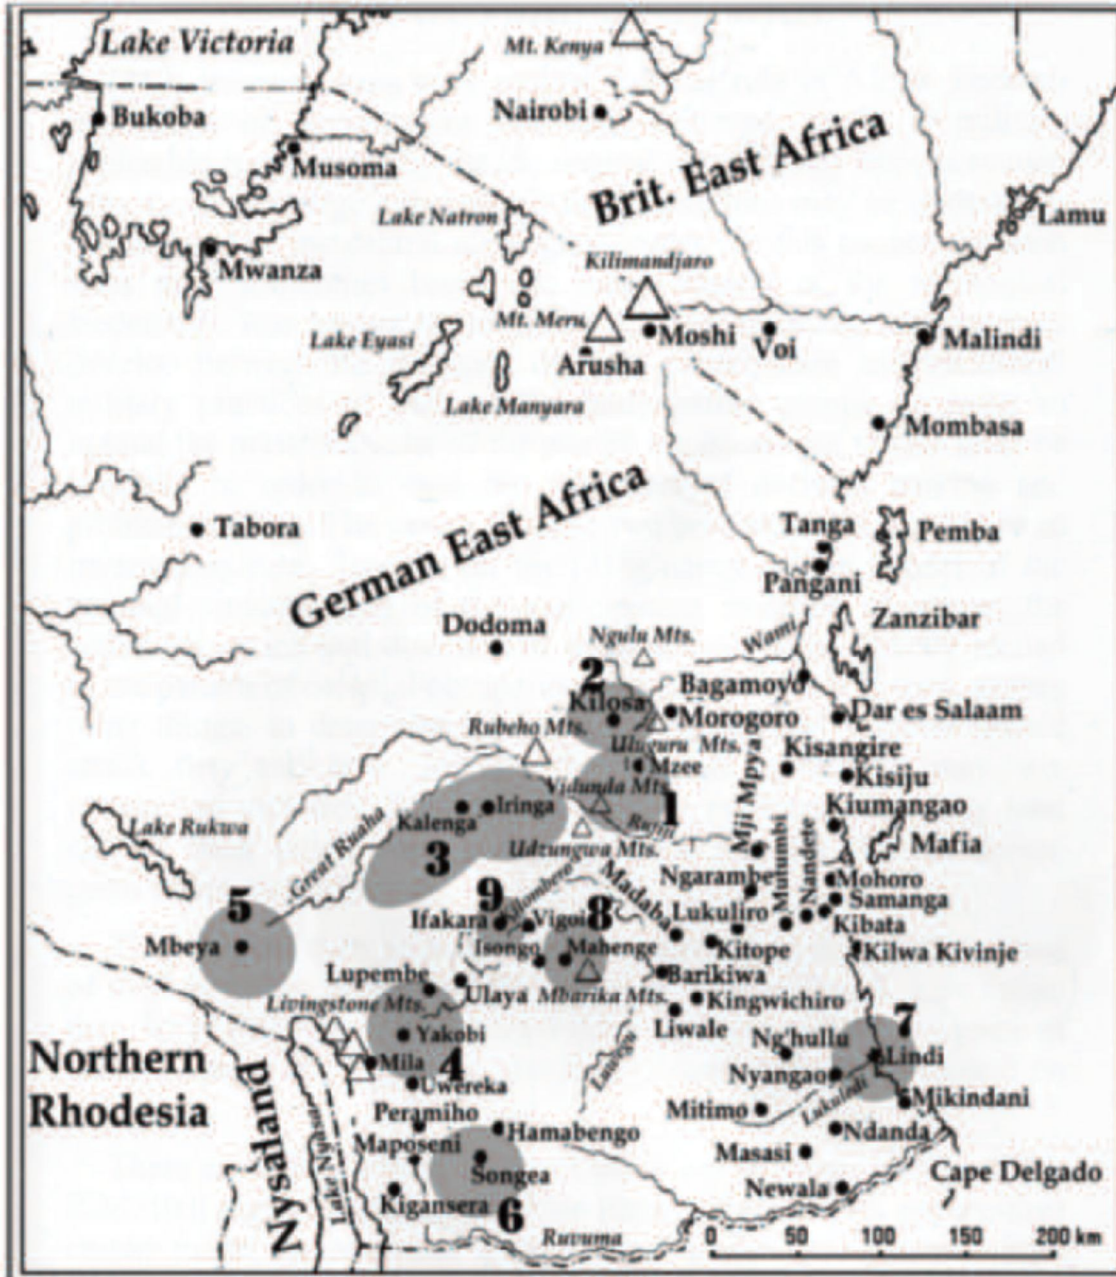 Lake Victoria
Mt. Kenya
Bukoba
Nairobi
Musoma
Brit. East Africa
Lake Natron
Lamu
Mwanza
Kilimandjaro
Mt. Meru
Moshi
Voi
Malindi
Lake Eyasi
Arusha
Lake Manyara
Mombasa
German East Africa
Tabora
Tanga
Pemba
Pangani
Dodoma
Ngulu Mts.
Wami
Zanzibar
2
Kilosa
Bagamoyo
Morogoro
Dar es Salaam
Rubeho Mts.
Uluguru Mts.
Mzee
Kisangire
Kisiju
Vidunda Mts.
1
Mji Mpya
Iringa
Kalenga
Kiumangao
Lake Rukwa
Great Ruaha
Rufiji
Mafia
3
Udzungwa Mts.
Matumbi
Nandete
Ngarambe
Mohoro
5
9
Kilombero
Madaba
Samanga
Ifakara
Vigoi
8
Lukuliro
Kibata
Mbeya
Isongo
Mahenge
Kitope
Kilwa Kivinje
Lupembe
Barikiwa
Ulaya
Mbarika Mts.
Livingstone Mts.
Kingwichiro
Liwale
Yakobi
Ng'hullu
7
Northern
Rhodesia
Mila
4
Lindi
Nyangao
Uwereka
Lukuledi
Mikindani
Nyasaland
Peramiho
Mitimo
Hamabengo
Ndanda
Maposeni
Masasi
Songea
Cape Delgado
Kigansera
6
Newala
Ruvuma
0 50 100 150 200 km